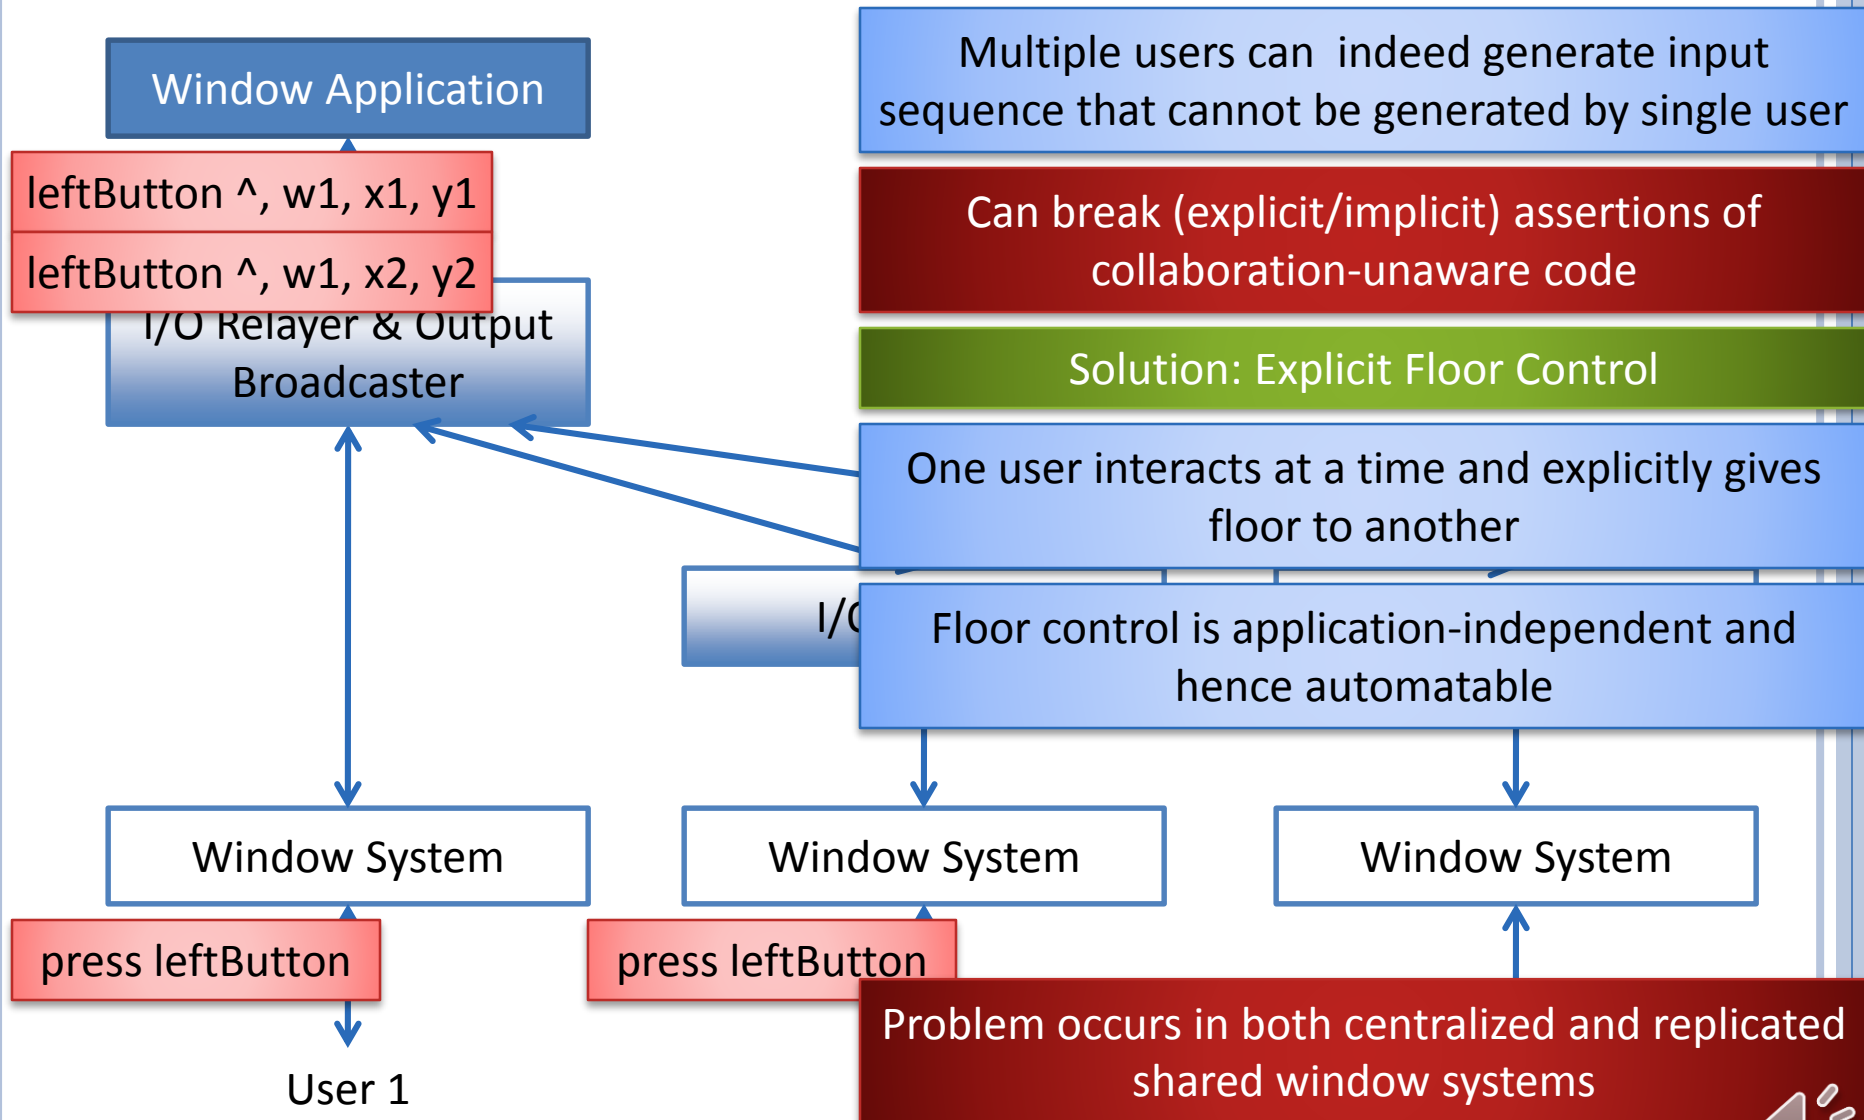 Window Application
leftButton ^, w1, x1, y1
leftButton ^, w1, x2, y2
I/O Relayer & Output
Broadcaster
Multiple users can  indeed generate input
sequence that cannot be generated by single user
Can break (explicit/implicit) assertions of
collaboration-unaware code
Solution: Explicit Floor Control
One user interacts at a time and explicitly gives
floor to another
Floor control is application-independent and
hence automatable
Window System
Window System
Window System
press leftButton
press leftButton
User 1
Problem occurs in both centralized and replicated
shared window systems